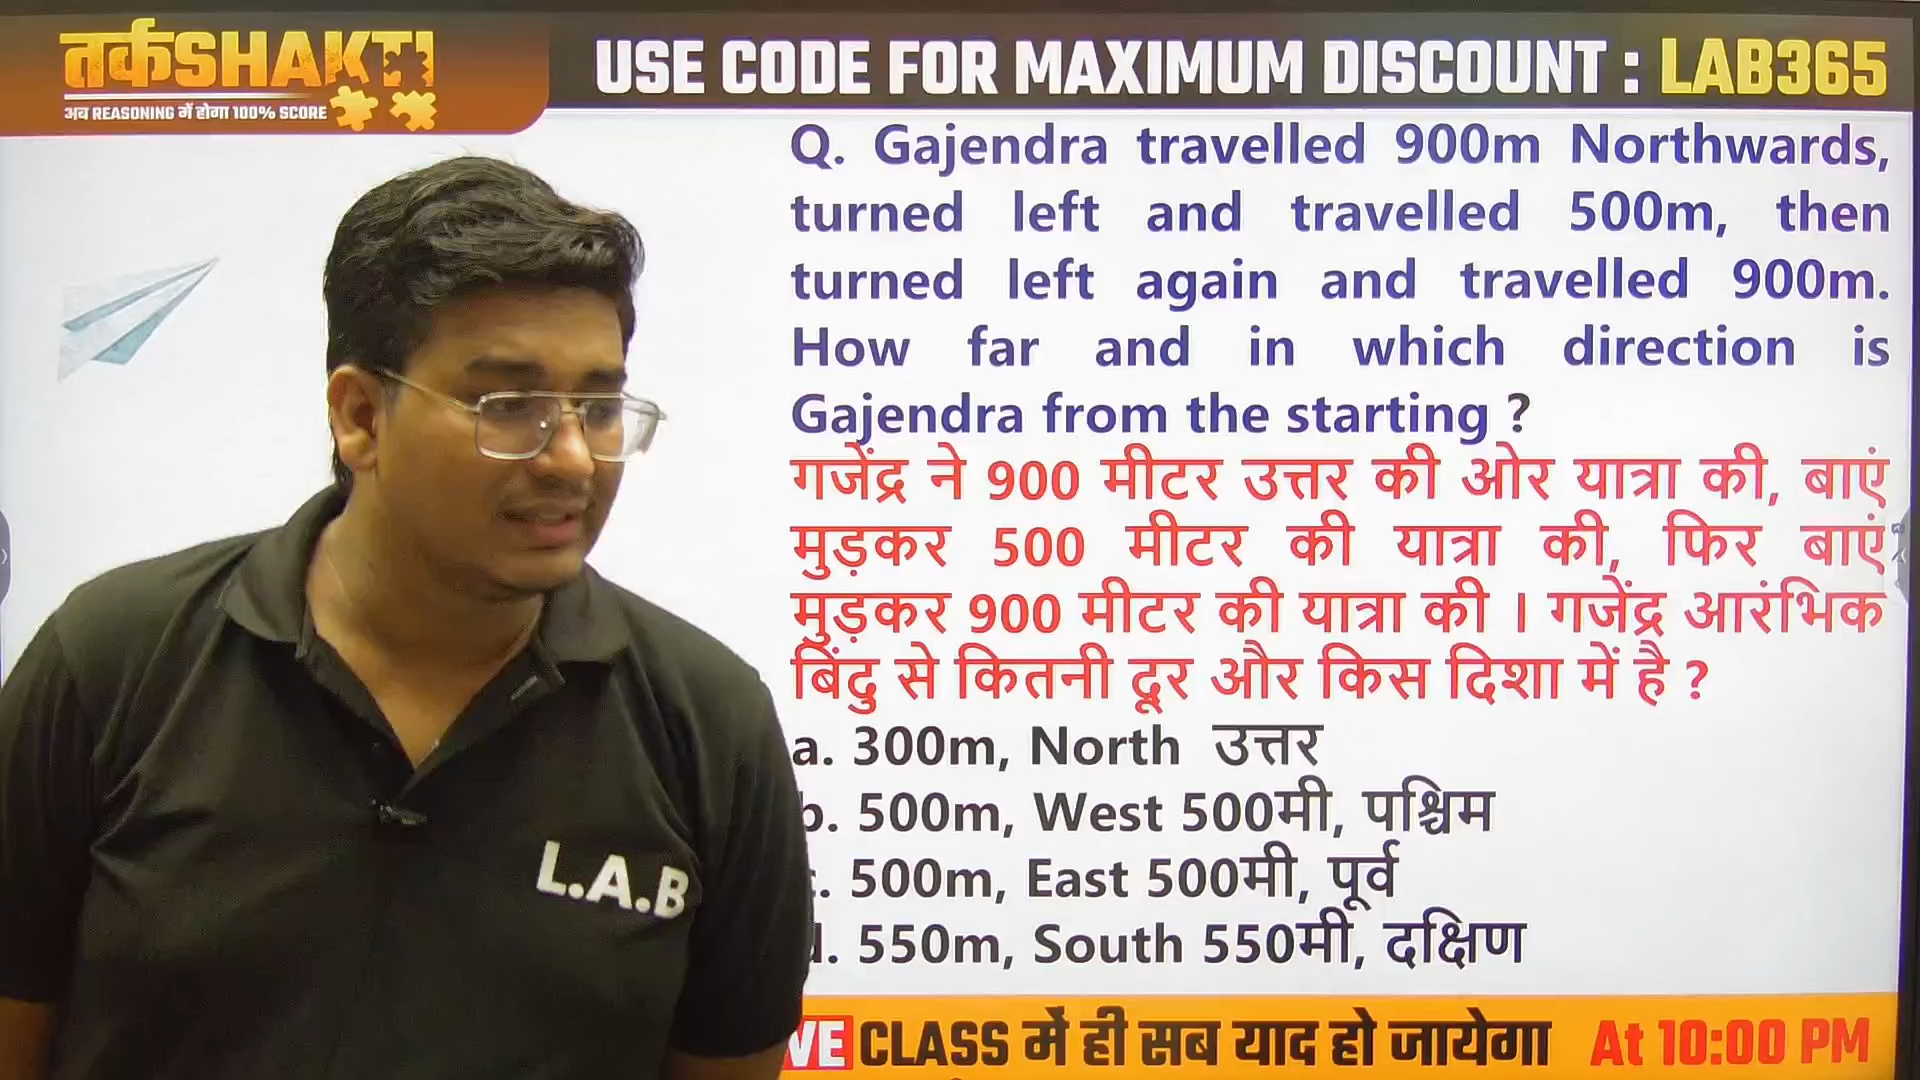 तर्कSHAKTI
अब REASONING में होगा 100% SCORE
USE CODE FOR MAXIMUM DISCOUNT : LAB365
Q. Gajendra travelled 900m Northwards,
turned left and travelled 500m, then
turned left again and travelled 900m.
How far and in which direction is
Gajendra from the starting ?
गजेंद्र ने 900 मीटर उत्तर की ओर यात्रा की, बाएं
मुड़कर 500 मीटर की यात्रा की, फिर बाएं
मुड़कर 900 मीटर की यात्रा की । गजेंद्र आरंभिक
बिंदु से कितनी दूर और किस दिशा में है ?
a. 300m, North उत्तर
b. 500m, West 500मी, पश्चिम
c. 500m, East 500मी, पूर्व
d. 550m, South 550मी, दक्षिण
L.A.B
VE CLASS में ही सब याद हो जायेगा At 10:00 PM